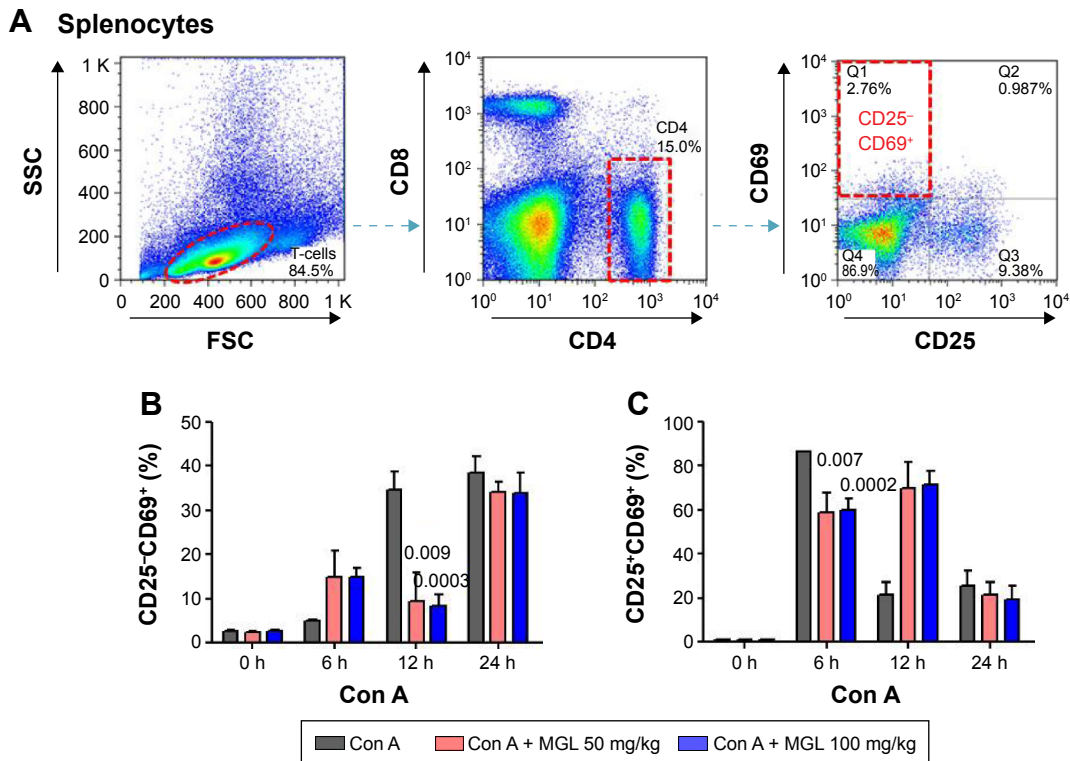 A Splenocytes
1 K
800
600
400
200
0
SSC
0 200 400 600 800 1 K
FSC
T-cells
84.5%
10⁴
10³
10²
10¹
10⁰
CD8
10⁰ 10¹ 10² 10³ 10⁴
CD4
CD4
15.0%
10⁴
10³
10²
10¹
10⁰
CD69
10⁰ 10¹ 10² 10³ 10⁴
CD25
Q1
2.76%
Q2
0.987%
CD25⁻
CD69⁺
Q4
86.9%
Q3
9.38%
B
50
40
30
20
10
0
CD25⁻CD69⁺ (%)
0.009
0.0003
0 h 6 h 12 h 24 h
Con A
C
100
80
60
40
20
0
CD25⁺CD69⁺ (%)
0.007
0.0002
0 h 6 h 12 h 24 h
Con A
Con A Con A + MGL 50 mg/kg Con A + MGL 100 mg/kg